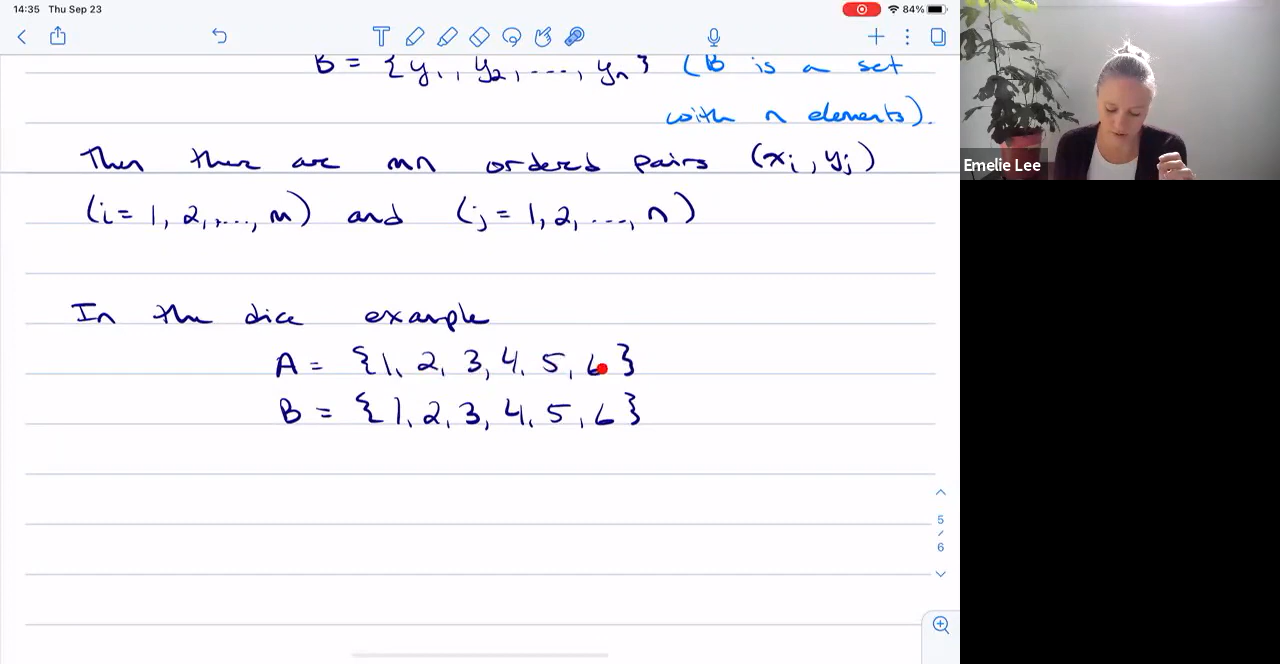 14:35 Thu Sep 23
84%
B = {y₁, y₂, ...., yₙ} (B is a set
with n elements).
Then there are mn ordered pairs (xᵢ, yⱼ)
(i = 1, 2, ...., m) and (j = 1, 2, ..., n)
In the dice example
A = {1, 2, 3, 4, 5, 6}
B = {1, 2, 3, 4, 5, 6}
5
/
6
Emelie Lee